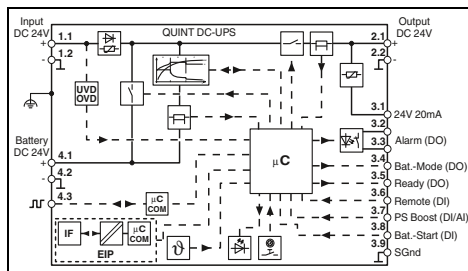 Input
DC 24V
QUINT DC-UPS
Output
DC 24V
+ 1.1
- 1.2
2.1 +
2.2 -
UVD
OVD
3.1
24V 20mA
3.2
Alarm (DO)
3.3
Battery
DC 24V
+ 4.1
- 4.2
4.3
µC
3.4
Bat.-Mode (DO)
3.5
Ready (DO)
3.6
Remote (DI)
3.7
PS Boost (DI/AI)
3.8
Bat.-Start (DI)
3.9
SGnd
µC
COM
IF
µC
COM
EIP
ϑ